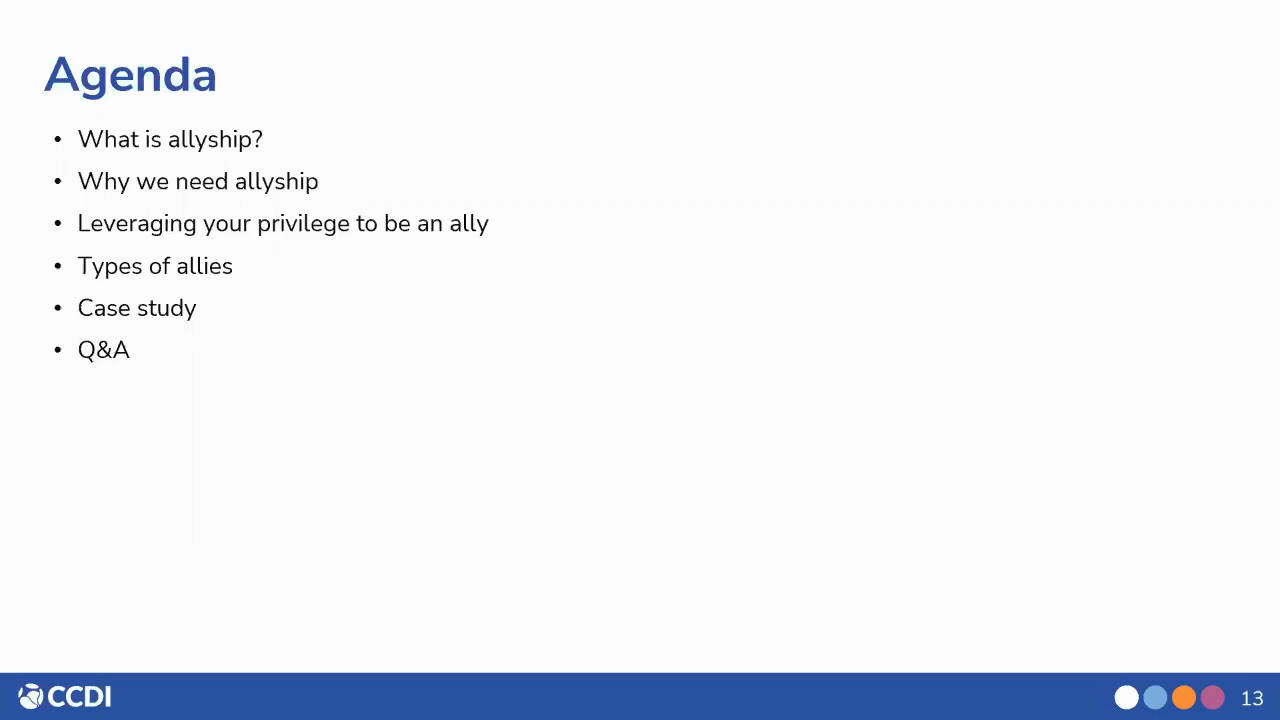 Agenda
• What is allyship?
• Why we need allyship
• Leveraging your privilege to be an ally
• Types of allies
• Case study
• Q&A
CCDI
13